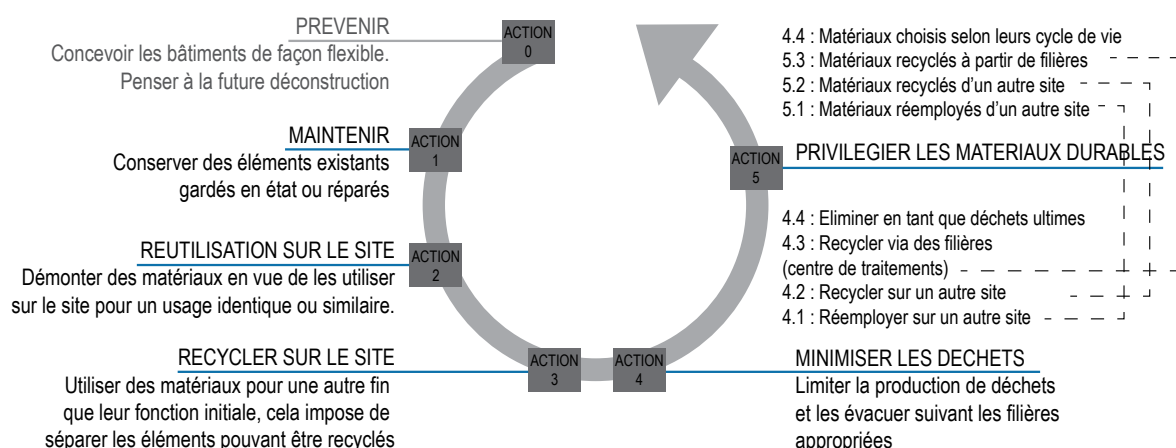 PREVENIR
Concevoir les bâtiments de façon flexible.
Penser à la future déconstruction
ACTION
0
MAINTENIR
Conserver des éléments existants
gardés en état ou réparés
ACTION
1
REUTILISATION SUR LE SITE
Démonter des matériaux en vue de les utiliser
sur le site pour un usage identique ou similaire.
ACTION
2
RECYCLER SUR LE SITE
Utiliser des matériaux pour une autre fin
que leur fonction initiale, cela impose de
séparer les éléments pouvant être recyclés
ACTION
3
ACTION
4
MINIMISER LES DECHETS
Limiter la production de déchets
et les évacuer suivant les filières
appropriées
4.4 : Eliminer en tant que déchets ultimes
4.3 : Recycler via des filières
(centre de traitements)
4.2 : Recycler sur un autre site
4.1 : Réemployer sur un autre site
ACTION
5
PRIVILEGIER LES MATERIAUX DURABLES
4.4 : Matériaux choisis selon leurs cycle de vie
5.3 : Matériaux recyclés à partir de filières
5.2 : Matériaux recyclés d'un autre site
5.1 : Matériaux réemployés d'un autre site